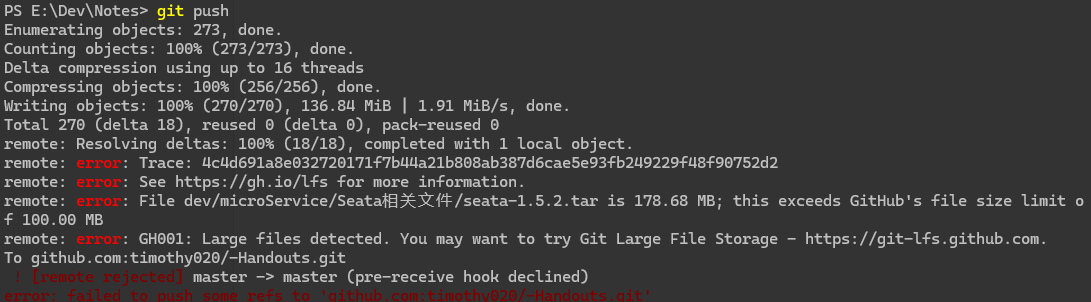 PS E:\Dev\Notes> git push
Enumerating objects: 273, done.
Counting objects: 100% (273/273), done.
Delta compression using up to 16 threads
Compressing objects: 100% (256/256), done.
Writing objects: 100% (270/270), 136.84 MiB | 1.91 MiB/s, done.
Total 270 (delta 18), reused 0 (delta 0), pack-reused 0
remote: Resolving deltas: 100% (18/18), completed with 1 local object.
remote: error: Trace: 4c4d691a8e032720171f7b44a21b808ab387d6cae5e93fb249229f48f90752d2
remote: error: See https://gh.io/lfs for more information.
remote: error: File dev/microService/Seata相关文件/seata-1.5.2.tar is 178.68 MB; this exceeds GitHub's file size limit o
f 100.00 MB
remote: error: GH001: Large files detected. You may want to try Git Large File Storage - https://git-lfs.github.com.
To github.com:timothy020/-Handouts.git
! [remote rejected] master -> master (pre-receive hook declined)
error: failed to push some refs to 'github.com:timothy020/-Handouts.git'